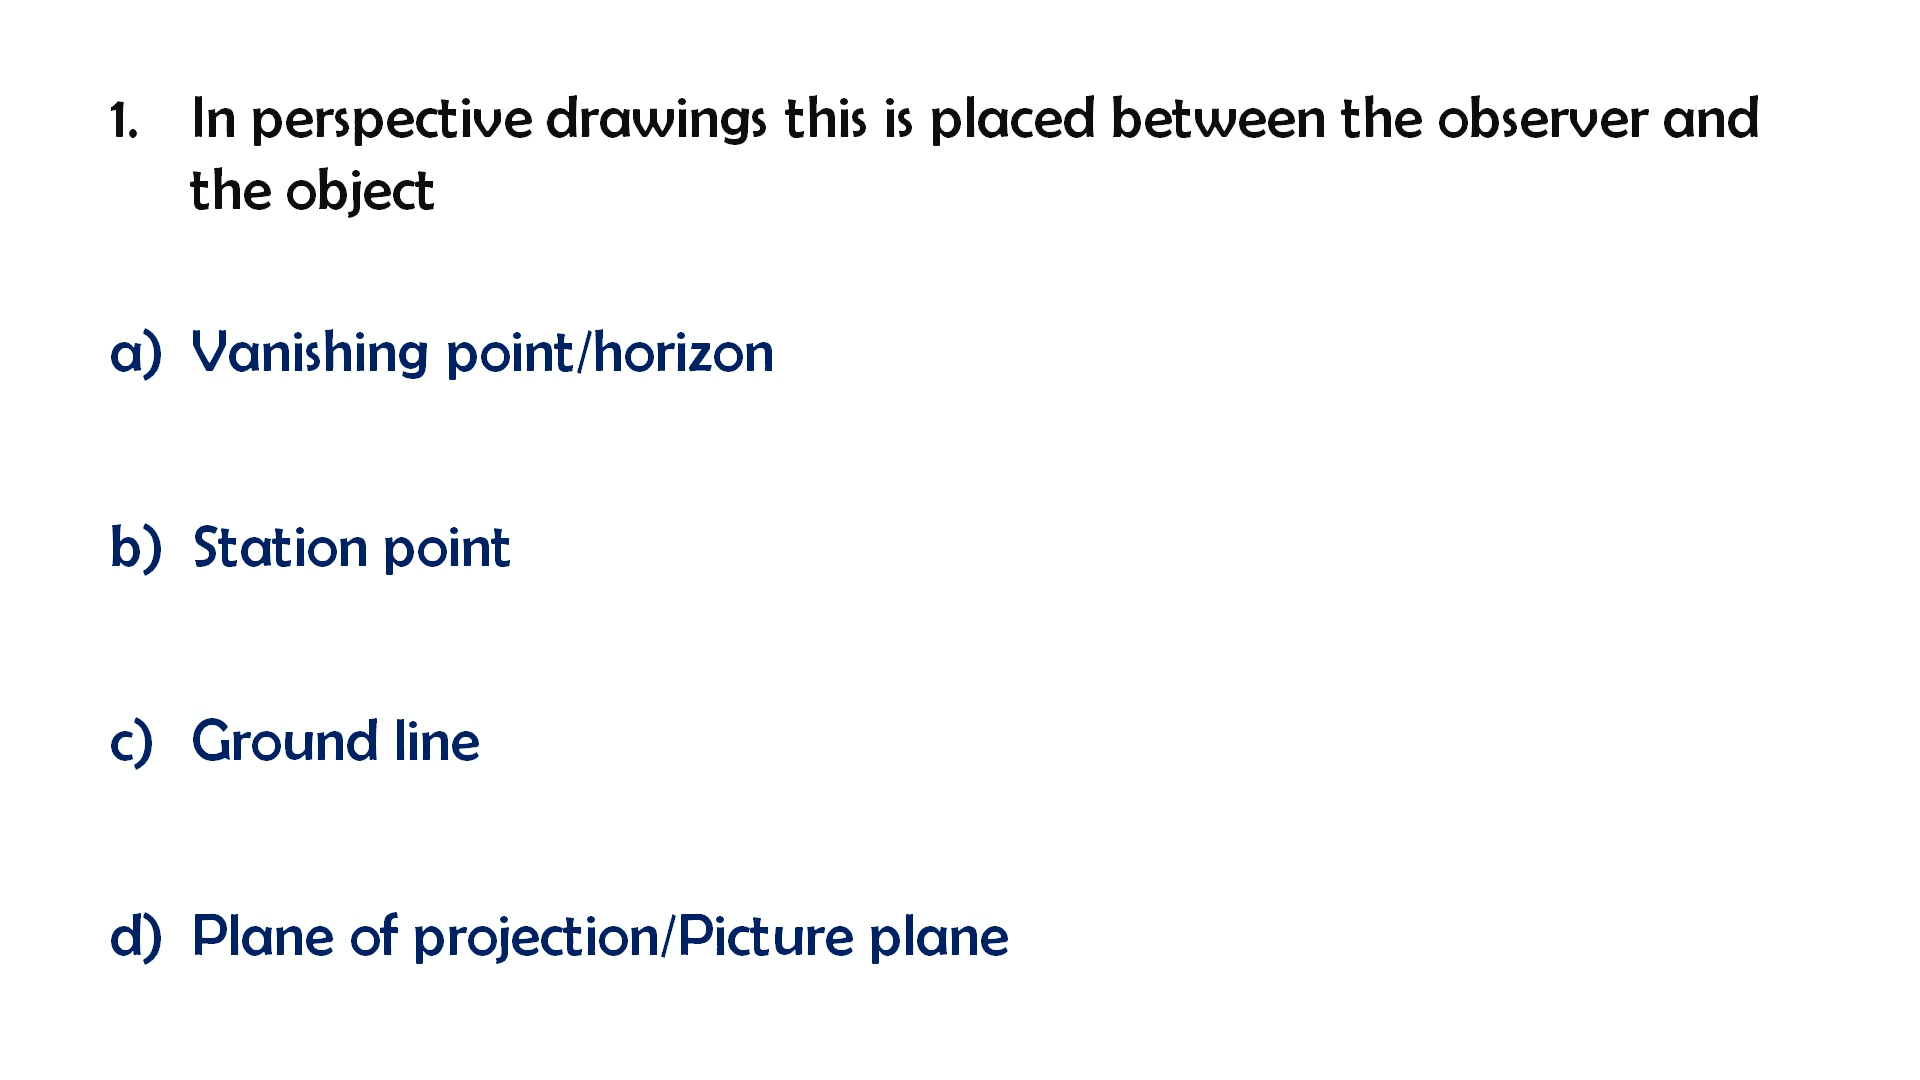 1. In perspective drawings this is placed between the observer and
the object
a) Vanishing point/horizon
b) Station point
c) Ground line
d) Plane of projection/Picture plane